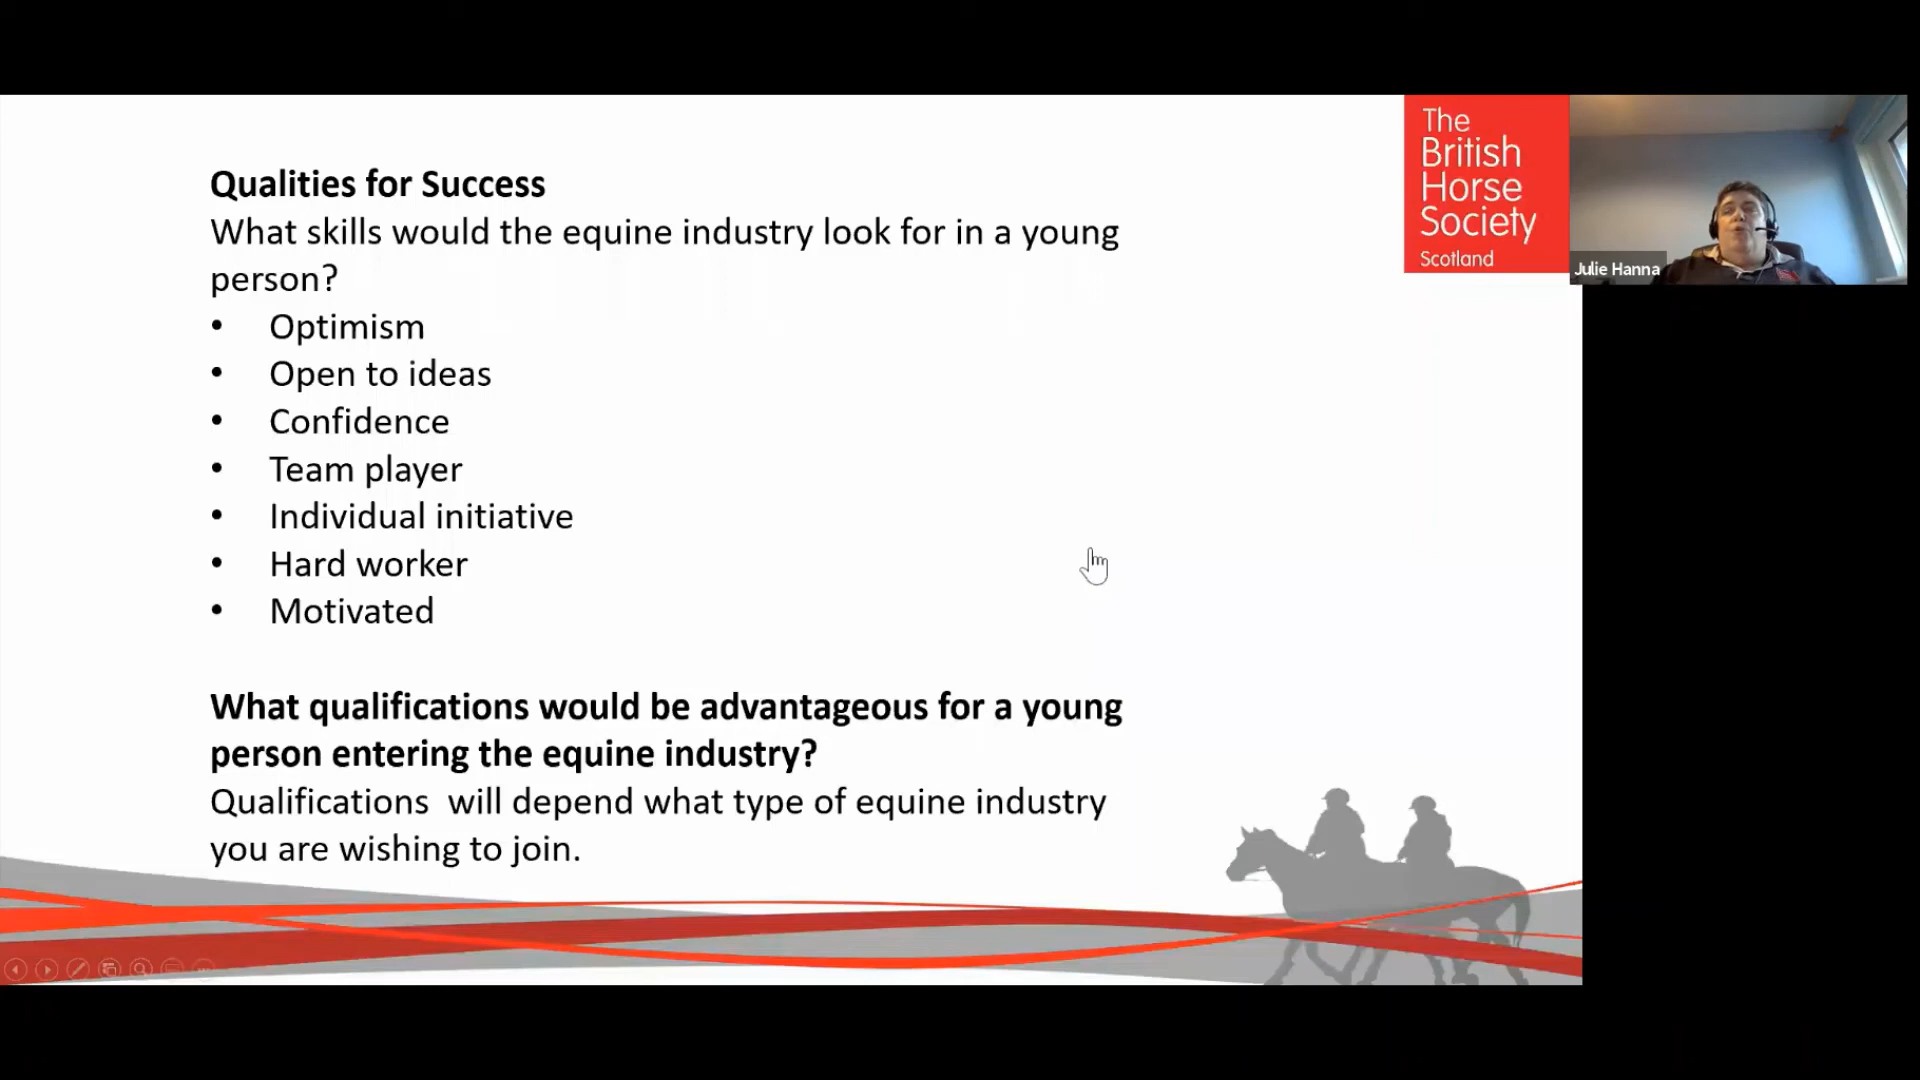 Qualities for Success
What skills would the equine industry look for in a young
person?
• Optimism
• Open to ideas
• Confidence
• Team player
• Individual initiative
• Hard worker
• Motivated
What qualifications would be advantageous for a young
person entering the equine industry?
Qualifications will depend what type of equine industry
you are wishing to join.
The
British
Horse
Society
Scotland
Julie Hanna